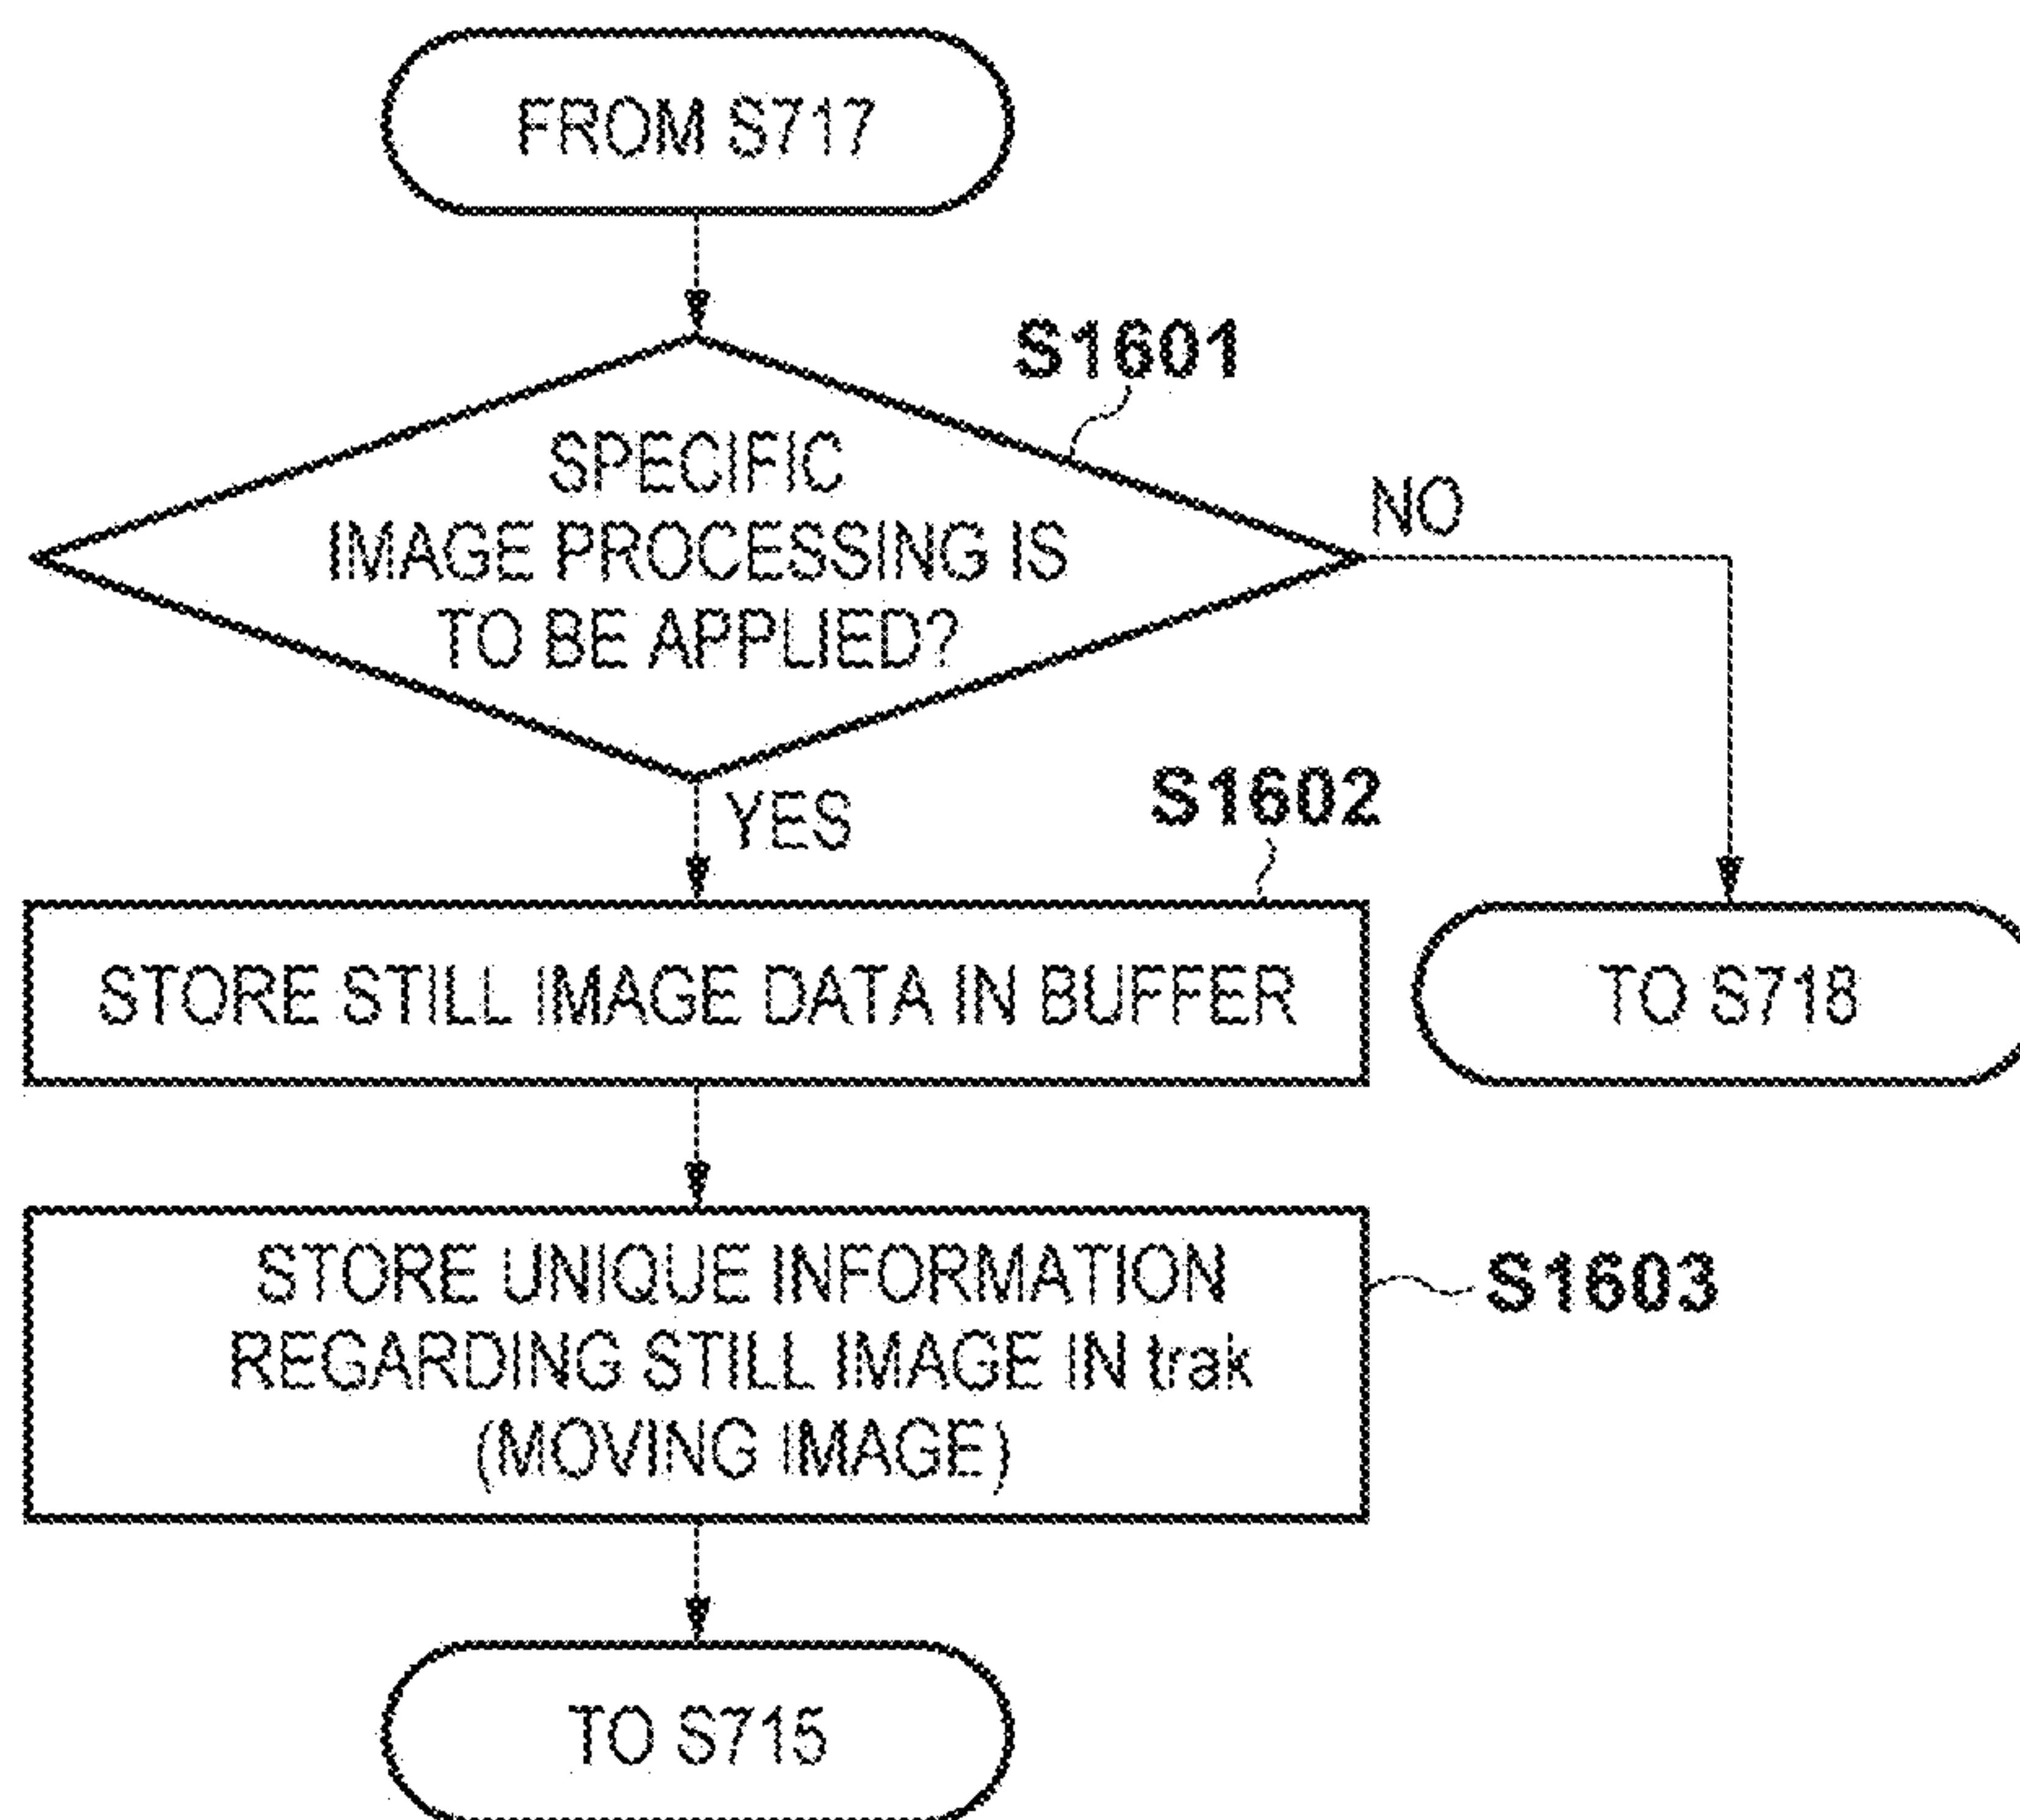 FROM S717
S1601
SPECIFIC
IMAGE PROCESSING IS
TO BE APPLIED?
NO
YES
S1602
STORE STILL IMAGE DATA IN BUFFER
TO S718
STORE UNIQUE INFORMATION
REGARDING STILL IMAGE IN trak
(MOVING IMAGE)
S1603
TO S715